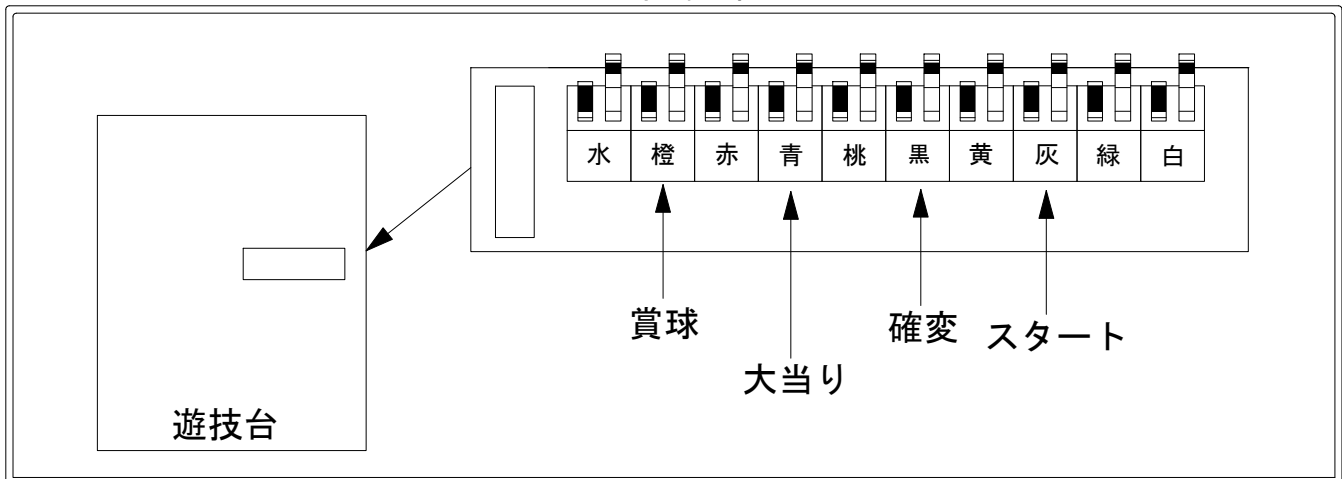 水 橙 赤 青 桃 黒 黄 灰 緑 白
賞球
確変
スタート
大当り
遊技台